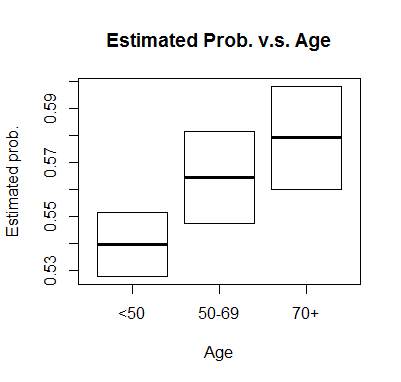 Estimated Prob. v.s. Age
Estimated prob.
0.59
0.57
0.55
0.53
<50 50-69 70+
Age